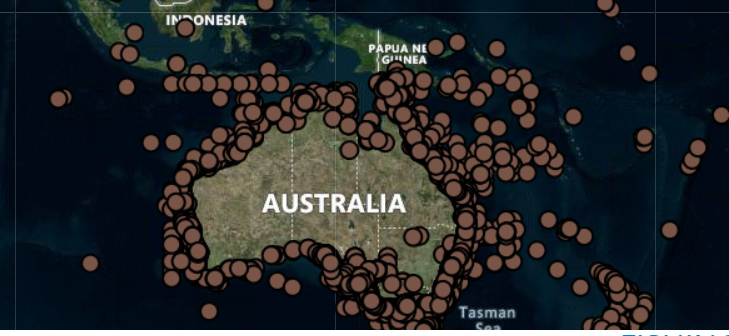 INDONESIA
PAPUA NE
GUINEA
AUSTRALIA
Tasman
Sea